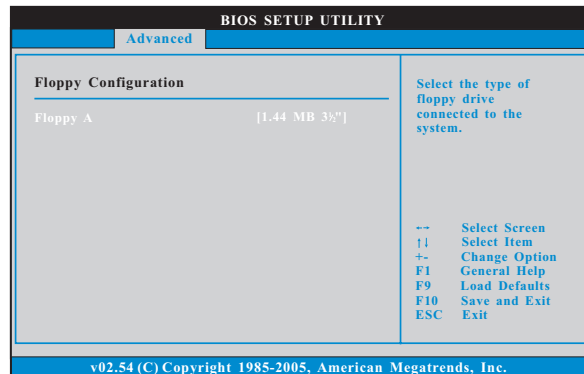 BIOS SETUP UTILITY
Advanced
Floppy Configuration
Floppy A [1.44 MB 3½"]
Select the type of
floppy drive
connected to the
system.
←→ Select Screen
↑↓ Select Item
+- Change Option
F1 General Help
F9 Load Defaults
F10 Save and Exit
ESC Exit
v02.54 (C) Copyright 1985-2005, American Megatrends, Inc.